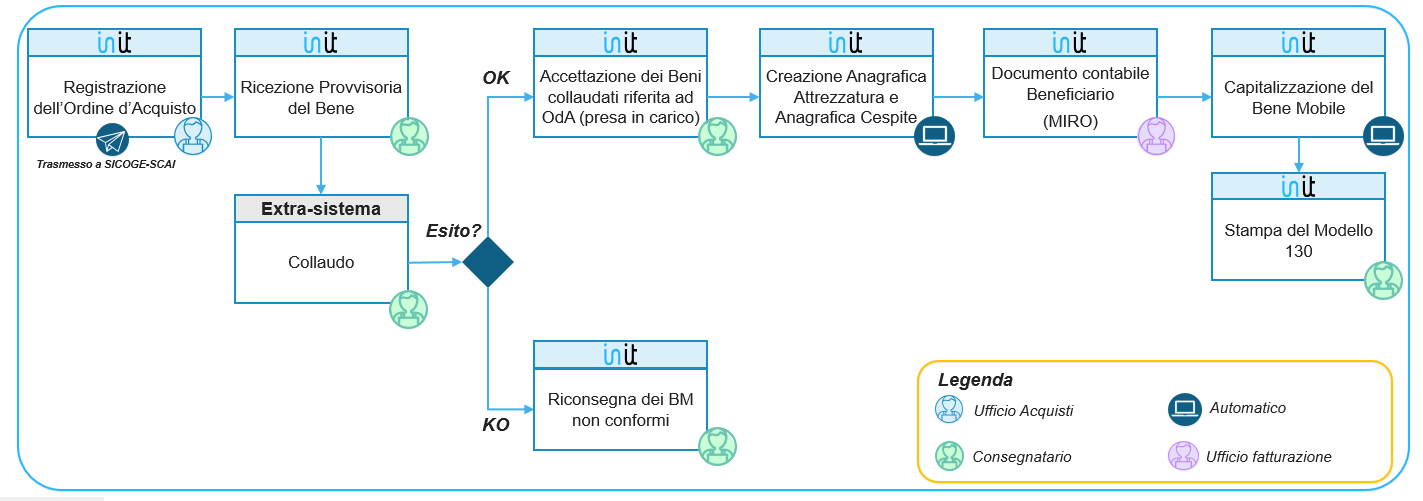 init
Registrazione
dell'Ordine d'Acquisto
Trasmesso a SICOGE-SCAI
init
Ricezione Provvisoria
del Bene
Extra-sistema
Collaudo
Esito?
OK
init
Accettazione dei Beni
collaudati riferita ad
OdA (presa in carico)
init
Creazione Anagrafica
Attrezzatura e
Anagrafica Cespite
init
Documento contabile
Beneficiario
(MIRO)
init
Capitalizzazione del
Bene Mobile
init
Stampa del Modello
130
KO
init
Riconsegna dei BM
non conformi
Legenda
Ufficio Acquisti
Automatico
Consegnatario
Ufficio fatturazione